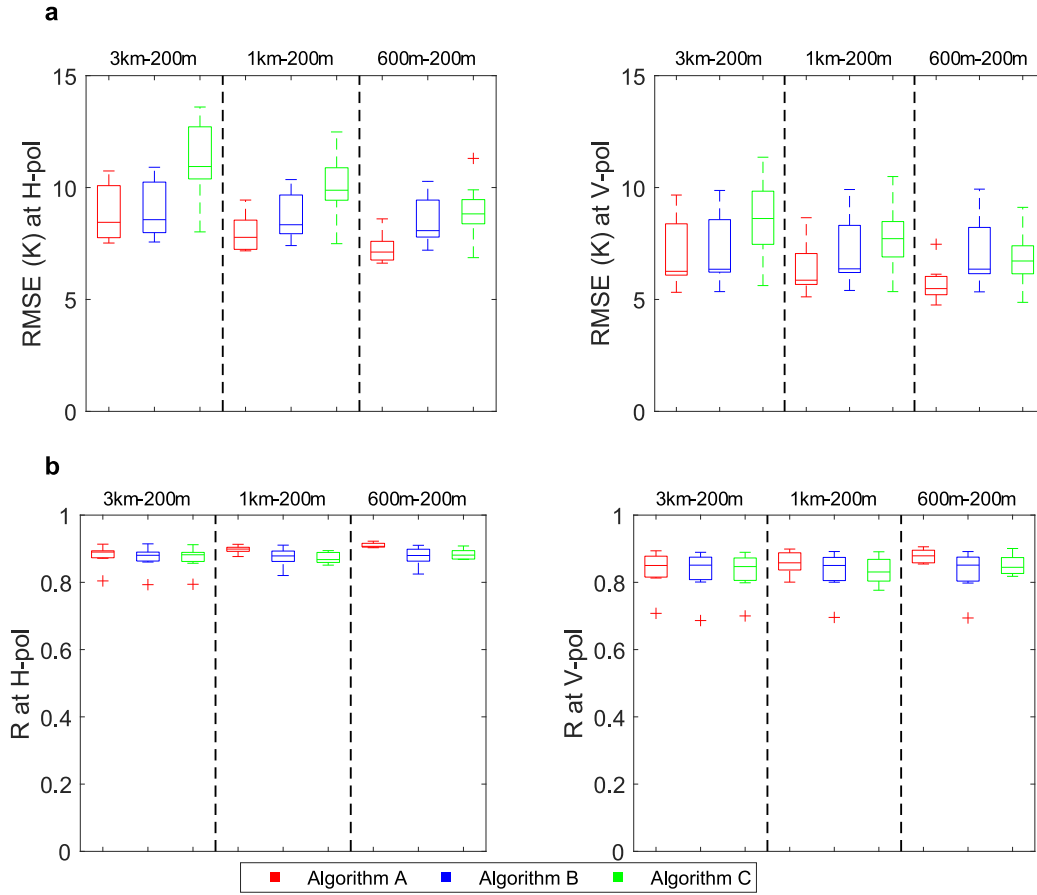 a
3km-200m 1km-200m 600m-200m
15
10
5
0
RMSE (K) at H-pol
3km-200m 1km-200m 600m-200m
15
10
5
0
RMSE (K) at V-pol
b
3km-200m 1km-200m 600m-200m
1
0.8
0.6
0.4
0.2
0
R at H-pol
3km-200m 1km-200m 600m-200m
1
0.8
0.6
0.4
0.2
0
R at V-pol
Algorithm A Algorithm B Algorithm C